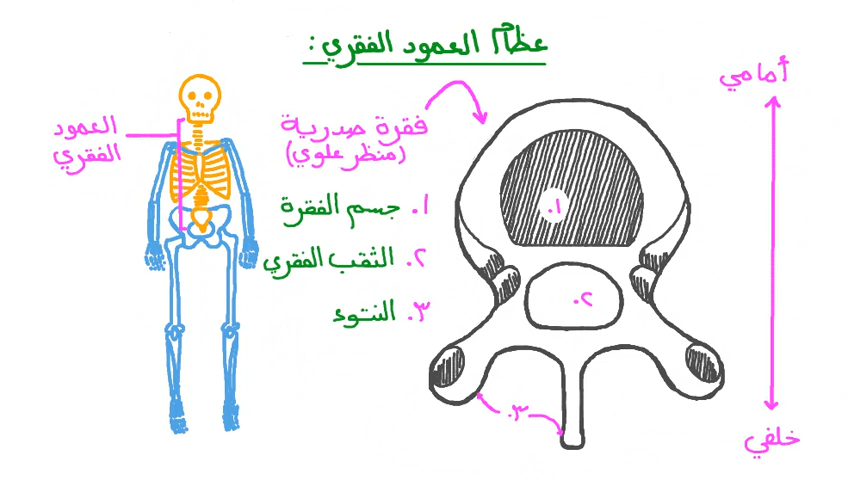 عظام العمود الفقري:
أمامي
العمود
الفقري
فقرة صدرية
(منظر علوي)
١. جسم الفقرة
٢. الثقب الفقري
٣. النتوء
١.
٢.
٣.
خلفي